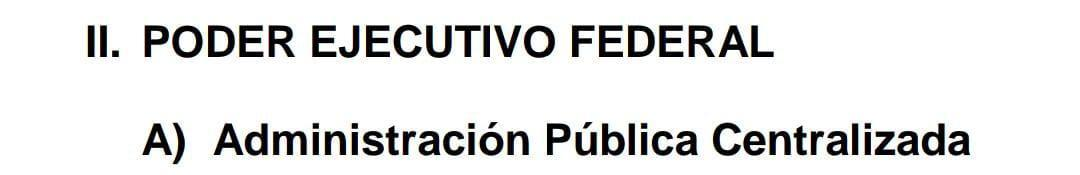 II. PODER EJECUTIVO FEDERAL
A) Administración Pública Centralizada